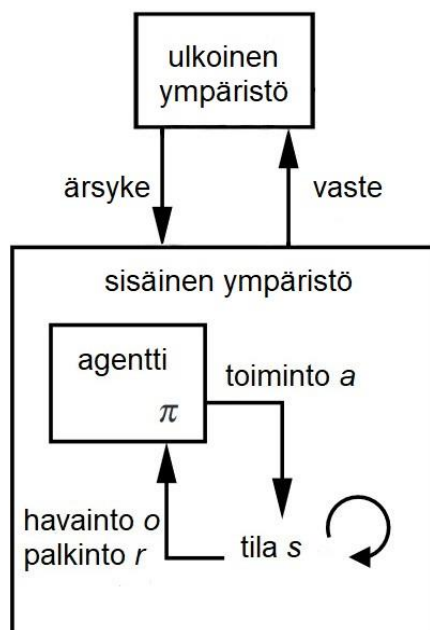 ulkoinen
ympäristö
ärsyke
vaste
sisäinen ympäristö
agentti
π
toiminto a
havainto o
palkinto r
tila s